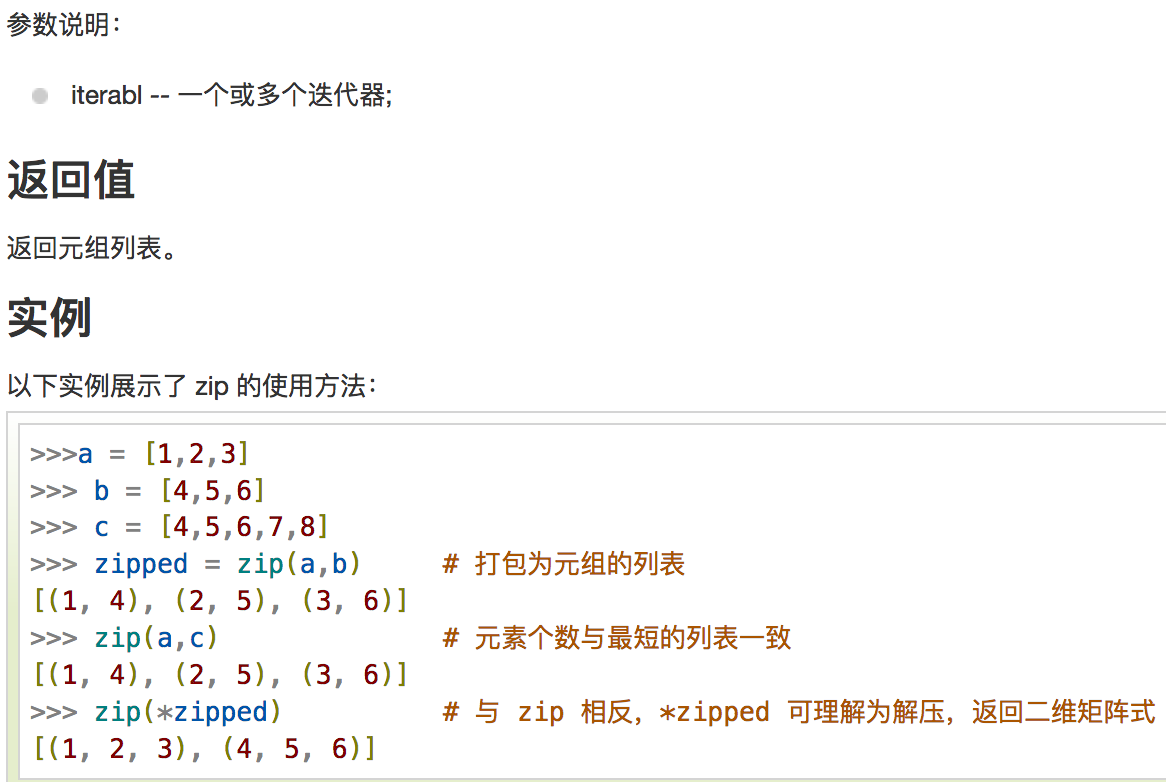 参数说明：
iterabl -- 一个或多个迭代器;
返回值
返回元组列表。
实例
以下实例展示了 zip 的使用方法：
>>>a = [1,2,3]
>>> b = [4,5,6]
>>> c = [4,5,6,7,8]
>>> zipped = zip(a,b)     # 打包为元组的列表
[(1, 4), (2, 5), (3, 6)]
>>> zip(a,c)              # 元素个数与最短的列表一致
[(1, 4), (2, 5), (3, 6)]
>>> zip(*zipped)          # 与 zip 相反，*zipped 可理解为解压，返回二维矩阵式
[(1, 2, 3), (4, 5, 6)]